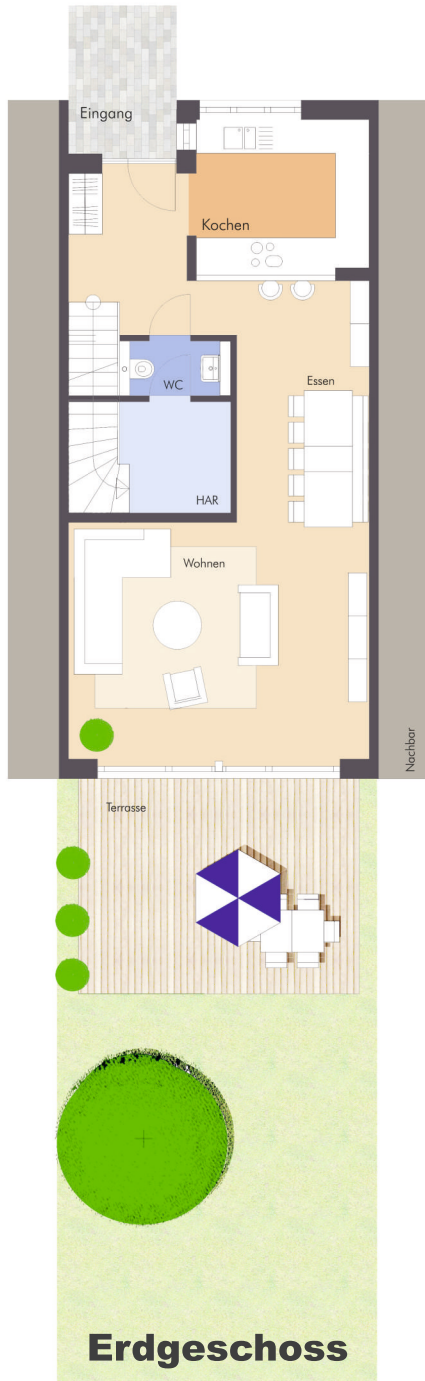 Eingang
Kochen
Essen
WC
HAR
Wohnen
Nachbar
Terrasse
Erdgeschoss